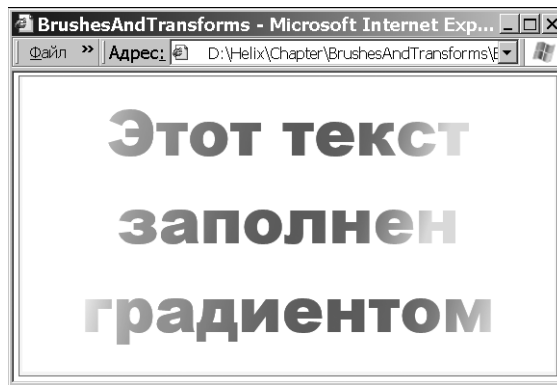 BrushesAndTransforms - Microsoft Internet Exp...
Файл » Адрес: D:\Helix\Chapter\BrushesAndTransforms\
Этот текст
заполнен
градиентом